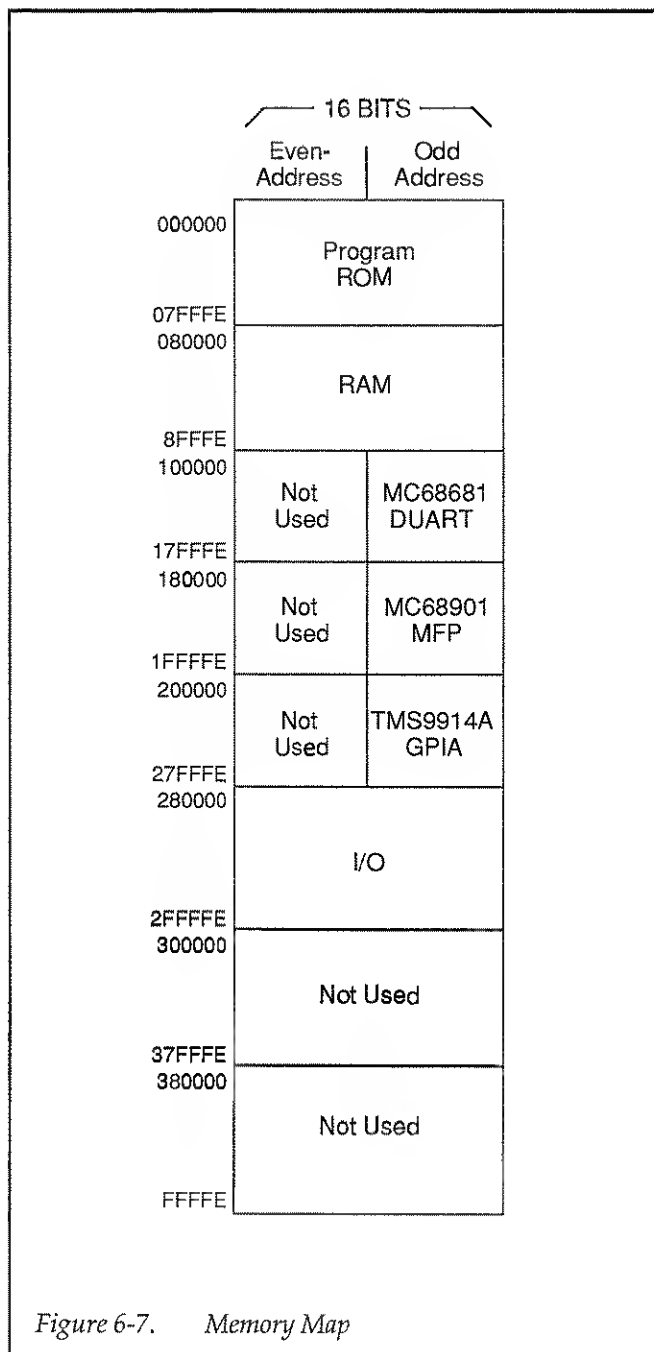 16 BITS
Even-
Address
Odd
Address
000000
Program
ROM
07FFFE
080000
RAM
8FFFE
100000
Not
Used
MC68681
DUART
17FFFE
180000
Not
Used
MC68901
MFP
1FFFFE
200000
Not
Used
TMS9914A
GPIA
27FFFE
280000
I/O
2FFFFE
300000
Not Used
37FFFE
380000
Not Used
FFFFE
Figure 6-7. Memory Map